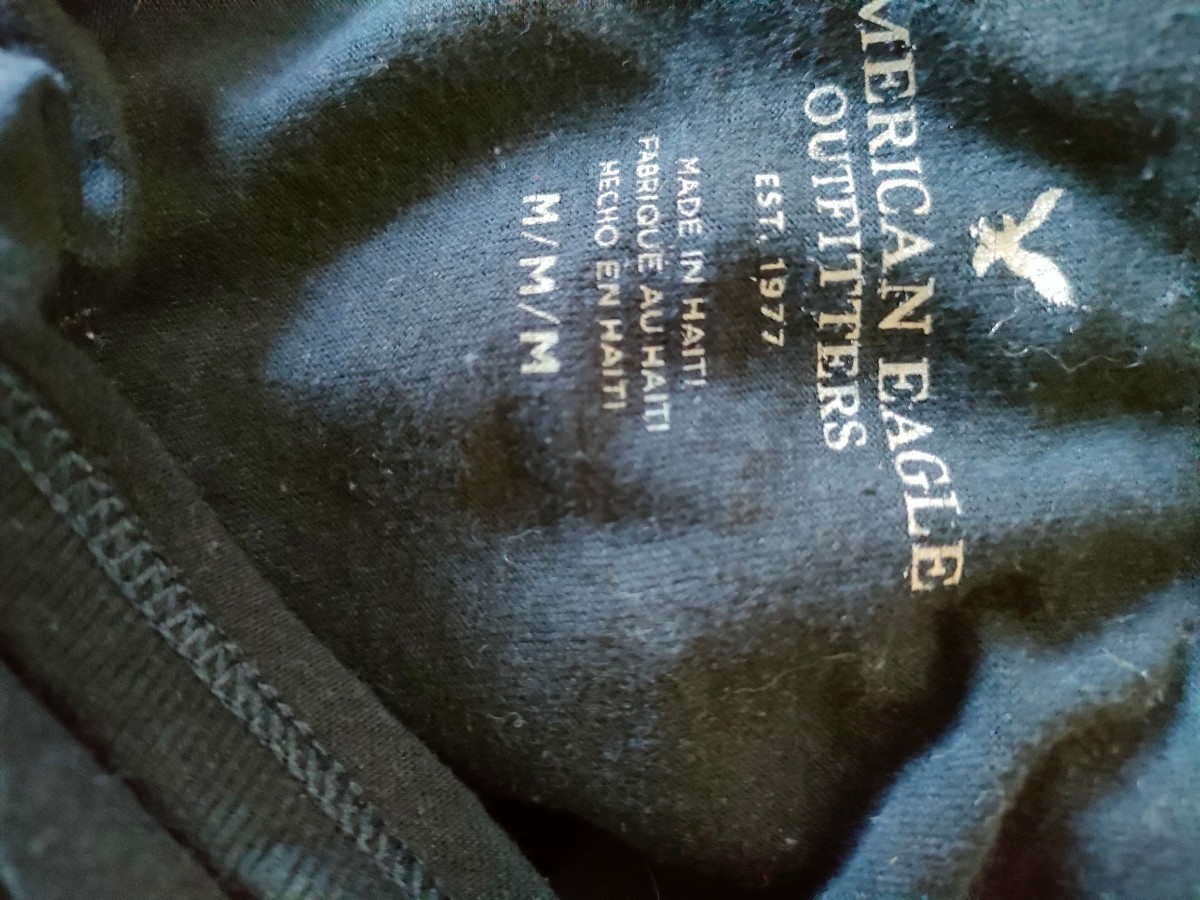 MERICAN EAGLE
OUTFITTERS
EST. 1977
MADE IN HAITI
FABRIQUÉ AU HAITI
HECHO EN HAITI
M/M/M